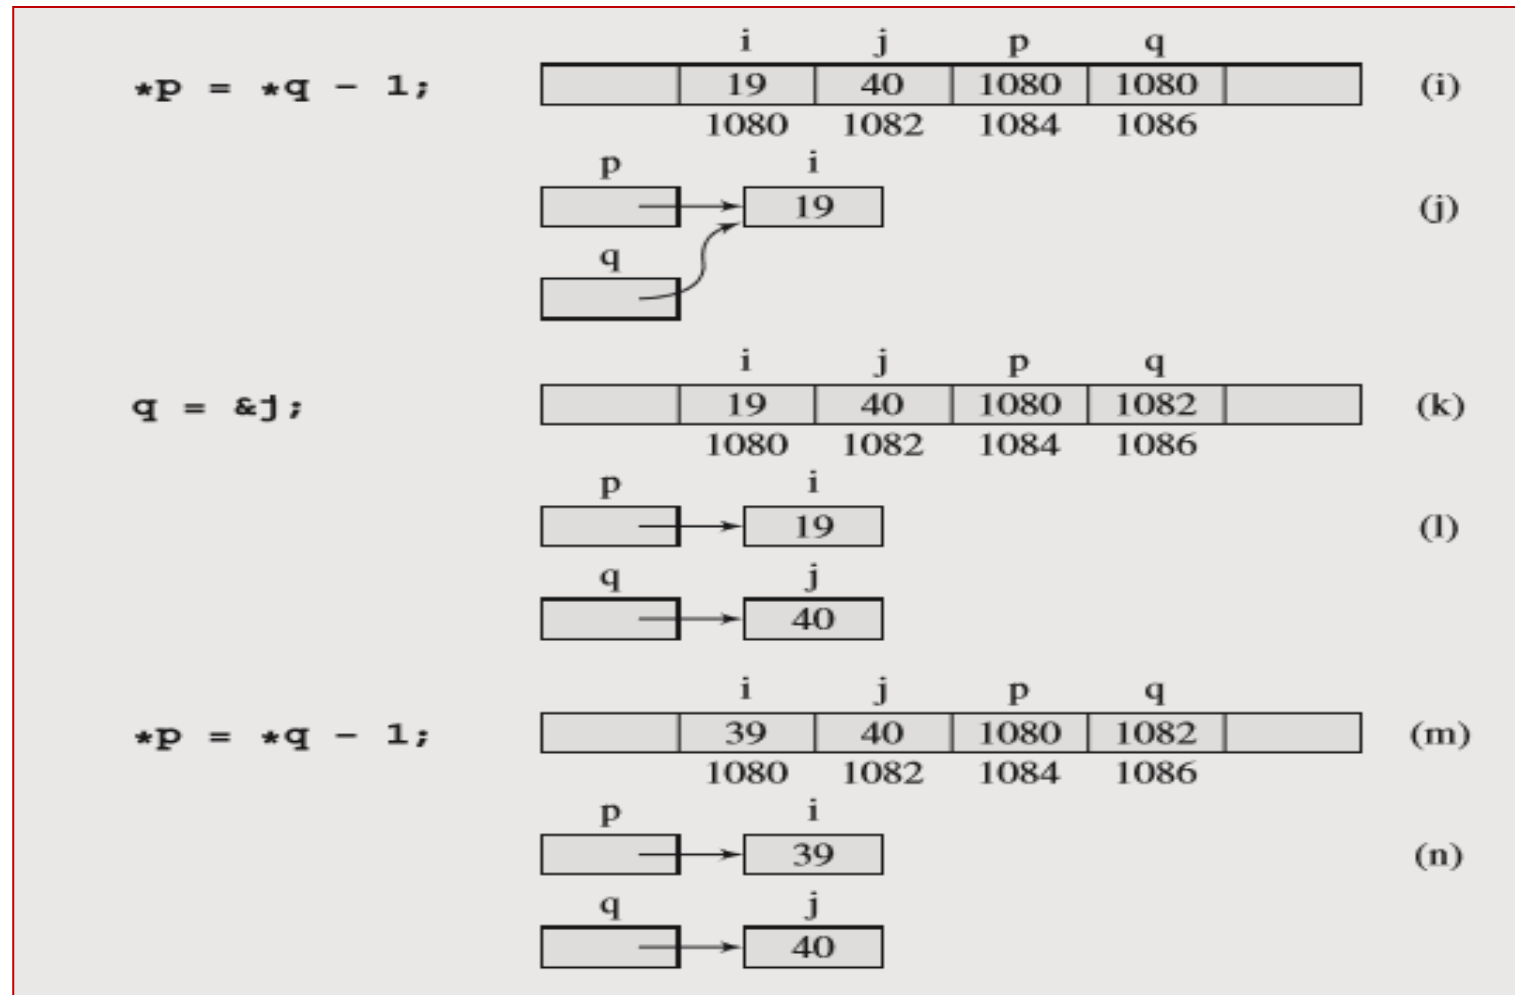 i j p q
*p = *q - 1; 19 40 1080 1080 (i)
1080 1082 1084 1086
p i
19 (j)
q
i j p q
q = &j; 19 40 1080 1082 (k)
1080 1082 1084 1086
p i
19 (l)
q j
40
i j p q
*p = *q - 1; 39 40 1080 1082 (m)
1080 1082 1084 1086
p i
39 (n)
q j
40